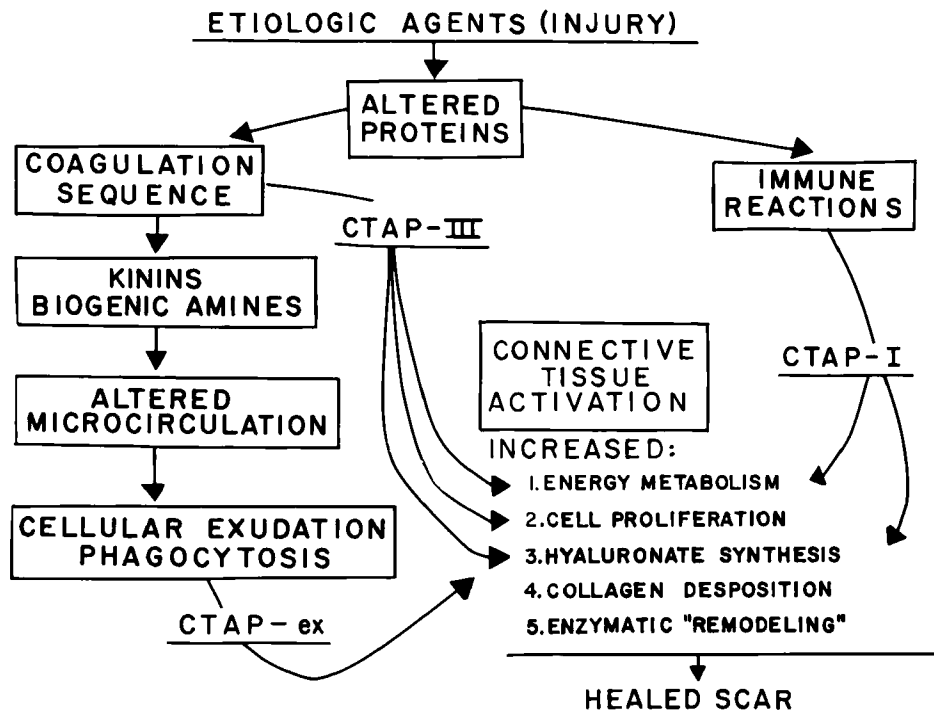 ETIOLOGIC AGENTS (INJURY)
ALTERED
PROTEINS
COAGULATION
SEQUENCE
IMMUNE
REACTIONS
CTAP-III
KININS
BIOGENIC AMINES
CONNECTIVE
TISSUE
ACTIVATION
CTAP-I
ALTERED
MICROCIRCULATION
INCREASED:
1. ENERGY METABOLISM
2. CELL PROLIFERATION
3. HYALURONATE SYNTHESIS
4. COLLAGEN DESPOSITION
5. ENZYMATIC "REMODELING"
CELLULAR EXUDATION
PHAGOCYTOSIS
CTAP-ex
HEALED SCAR